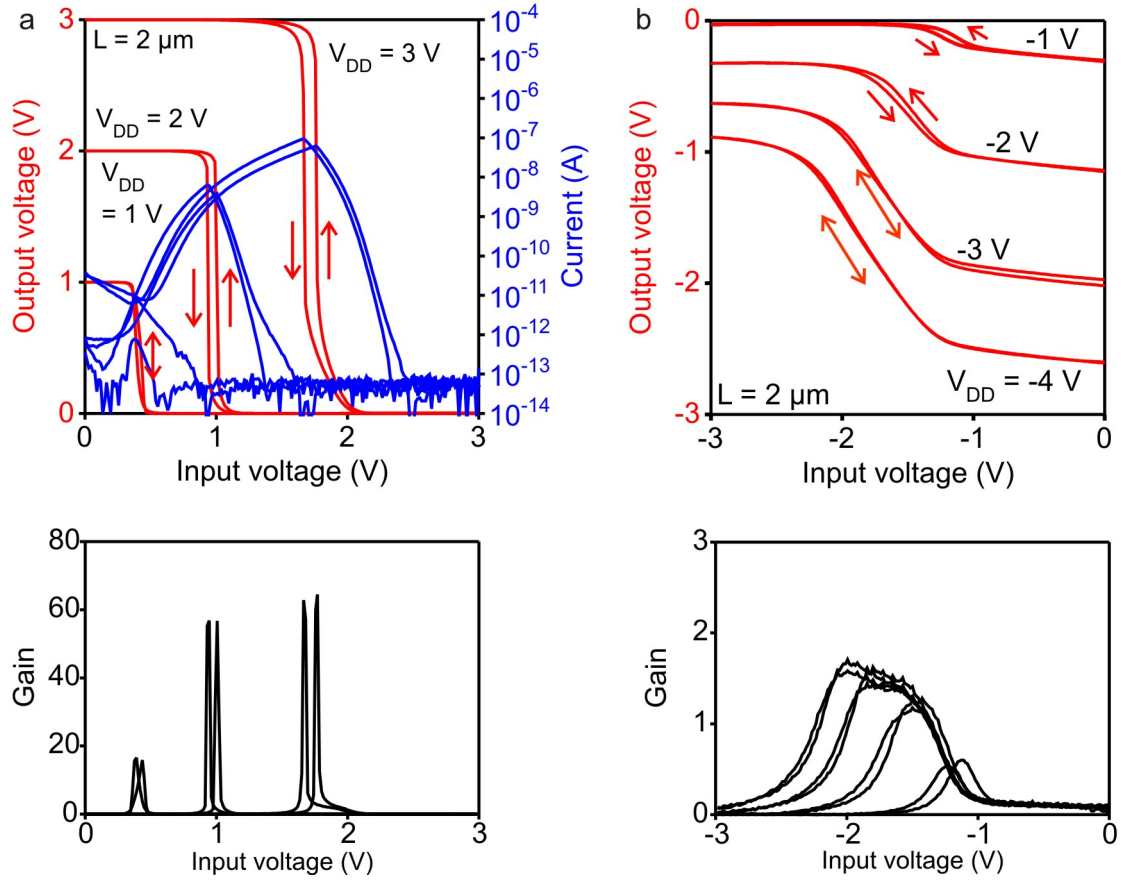 a
3
2
1
0
Output voltage (V)
L = 2 µm
V_DD = 3 V
V_DD = 2 V
V_DD
= 1 V
10^-4
10^-5
10^-6
10^-7
10^-8
10^-9
10^-10
10^-11
10^-12
10^-13
10^-14
Current (A)
0 1 2 3
Input voltage (V)
b
0
-1
-2
-3
Output voltage (V)
-1 V
-2 V
-3 V
V_DD = -4 V
L = 2 µm
-3 -2 -1 0
Input voltage (V)
80
60
40
20
0
Gain
0 1 2 3
Input voltage (V)
3
2
1
0
Gain
-3 -2 -1 0
Input voltage (V)